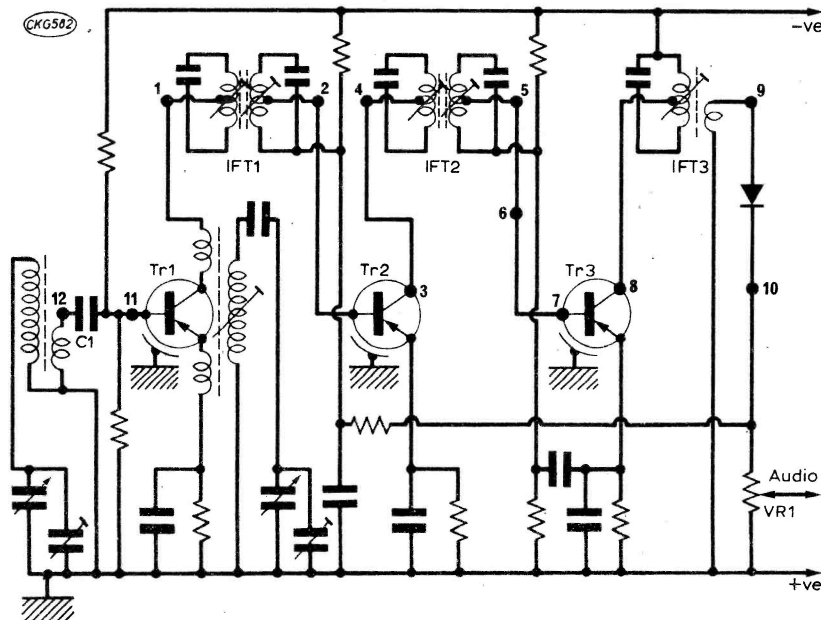 CKG582
-ve
1
2
4
5
9
IFT1
IFT2
IFT3
6
Tr1
Tr2
Tr3
12
11
3
7
8
10
C1
Audio
VR1
+ve